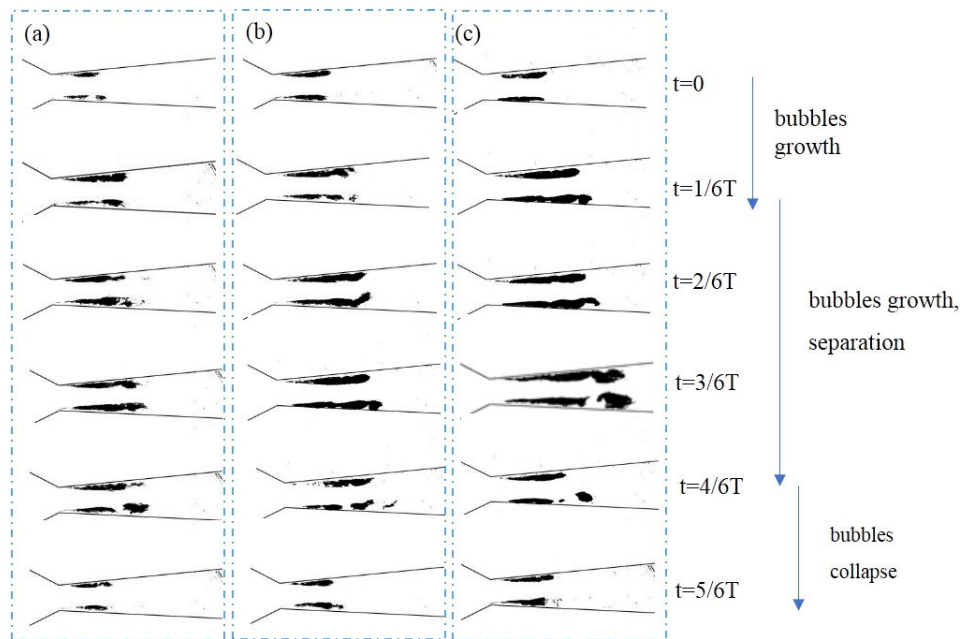 (a)
(b)
(c)
t=0
bubbles
growth
t=1/6T
t=2/6T
bubbles growth,
separation
t=3/6T
t=4/6T
bubbles
collapse
t=5/6T